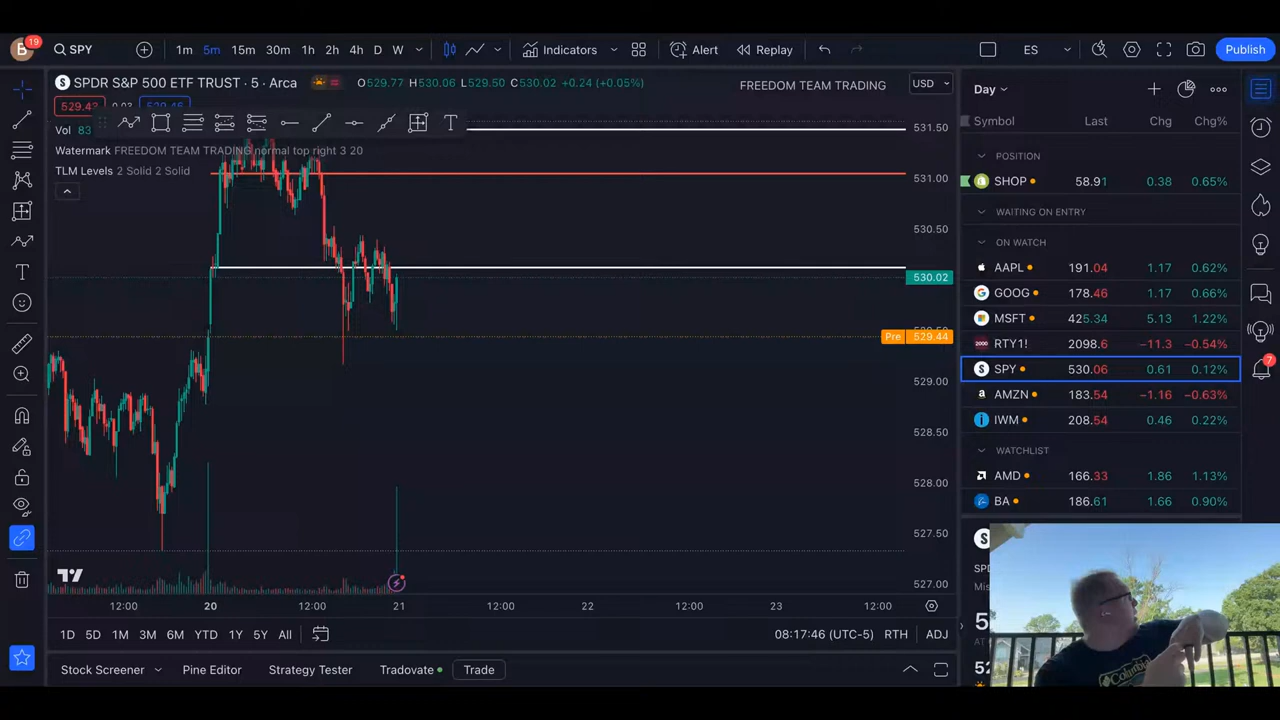 B 19 SPY 1m 5m 15m 30m 1h 2h 4h D W Indicators Alert Replay ES Publish
SPDR S&P 500 ETF TRUST · 5 · Arca O529.77 H530.06 L529.50 C530.02 +0.24 (+0.05%)
FREEDOM TEAM TRADING
USD
529.43 0.03 529.46
Vol 83
Watermark FREEDOM TEAM TRADING normal top right 3 20
TLM Levels 2 Solid 2 Solid
T
531.50
531.00
530.50
530.02
Pre 529.44
529.00
528.50
528.00
527.50
527.00
12:00 20 12:00 21 12:00 22 12:00 23 12:00
1D 5D 1M 3M 6M YTD 1Y 5Y All 08:17:46 (UTC-5) RTH ADJ
Stock Screener Pine Editor Strategy Tester Tradovate Trade
Day
Symbol Last Chg Chg%
POSITION
SHOP 58.91 0.38 0.65%
WAITING ON ENTRY
ON WATCH
AAPL 191.04 1.17 0.62%
GOOG 178.46 1.17 0.66%
MSFT 425.34 5.13 1.22%
2000 RTY1! 2098.6 −11.3 −0.54%
S SPY 530.06 0.61 0.12%
AMZN 183.54 −1.16 −0.63%
IWM 208.54 0.46 0.22%
WATCHLIST
AMD 166.33 1.86 1.13%
BA 186.61 1.66 0.90%
7
S
Columbia